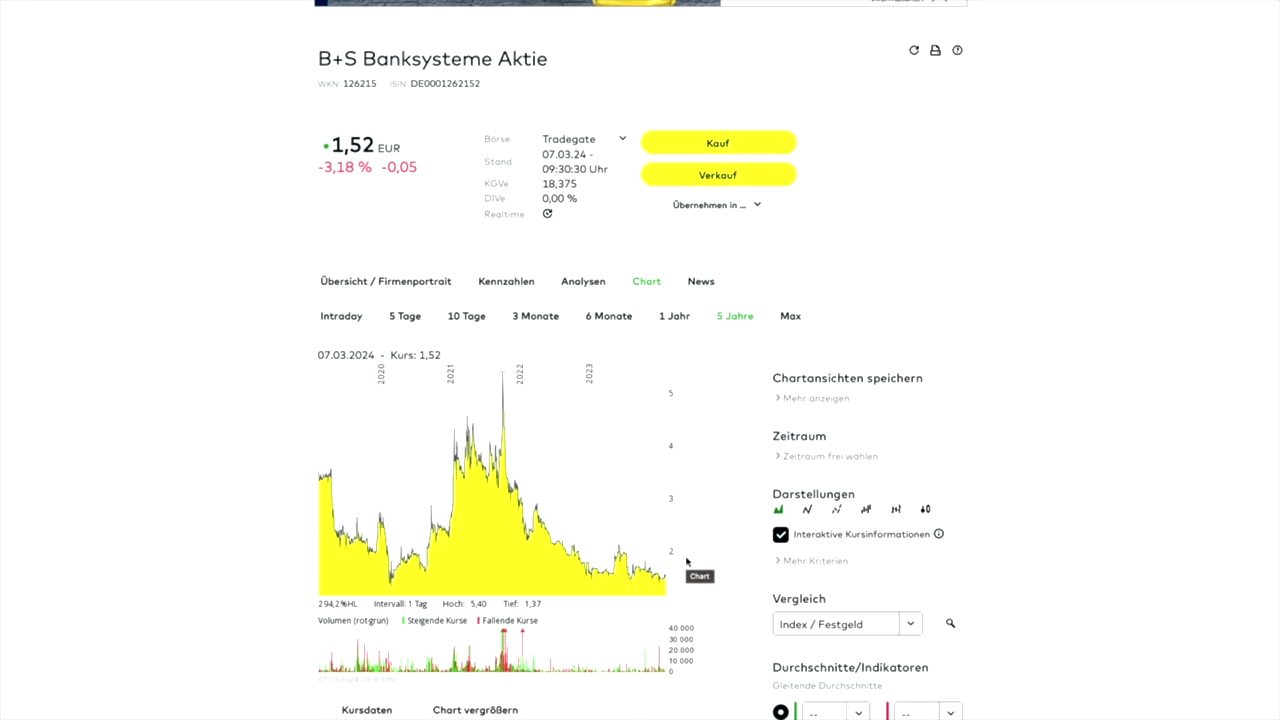 B+S Banksysteme Aktie
WKN: 126215 ISIN: DE0001262152
1,52 EUR
-3,18 % -0,05
Börse Tradegate
Stand 07.03.24 -
09:30:30 Uhr
KGVe 18,375
DIVe 0,00 %
Realtime
Kauf
Verkauf
Übernehmen in ...
Übersicht / Firmenportrait Kennzahlen Analysen Chart News
Intraday 5 Tage 10 Tage 3 Monate 6 Monate 1 Jahr 5 Jahre Max
07.03.2024 - Kurs: 1,52
2020 2021 2022 2023
5
4
3
2
Chart
294,2%HL Intervall: 1 Tag Hoch: 5,40 Tief: 1,37
Volumen (rot-grün) Steigende Kurse Fallende Kurse
40 000
30 000
20 000
10 000
0
07.03.2024 09:30 UHR
Kursdaten Chart vergrößern
Chartansichten speichern
Mehr anzeigen
Zeitraum
Zeitraum frei wählen
Darstellungen
Interaktive Kursinformationen
Mehr Kriterien
Vergleich
Index / Festgeld
Durchschnitte/Indikatoren
Gleitende Durchschnitte
-- --